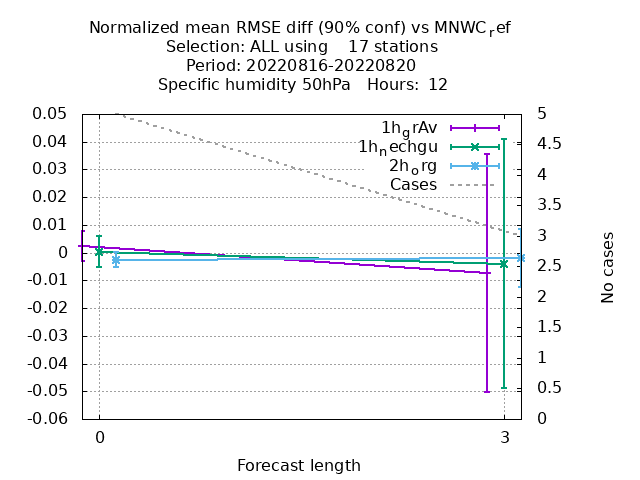 Normalized mean RMSE diff (90% conf) vs MNWC_ref
Selection: ALL using    17 stations
Period: 20220816-20220820
Specific humidity 50hPa   Hours:  12
1h_grAv
1h_nechgu
2h_org
Cases
0.05
0.04
0.03
0.02
0.01
0
-0.01
-0.02
-0.03
-0.04
-0.05
-0.06
5
4.5
4
3.5
3
2.5
2
1.5
1
0.5
0
No cases
0
3
Forecast length